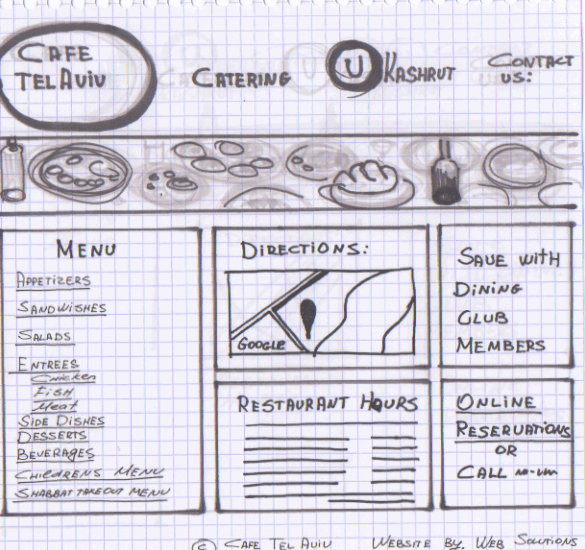 CAFE
TEL AVIV
CATERING
U
KASHRUT
CONTACT
US:
MENU
APPETIZERS
SANDWISHES
SALADS
ENTREES
Chicken
FISH
Meat
SIDE DISHES
DESSERTS
BEVERAGES
CHILDRENS MENU
SHABBAT TAKEOUT MENU
DIRECTIONS:
GOOGLE
RESTAURANT HOURS
SAVE WITH
DINING
CLUB
MEMBERS
ONLINE
RESERVATIONS
OR
CALL
© CAFE TEL AVIV WEBSITE BY WEB SOLUTIONS